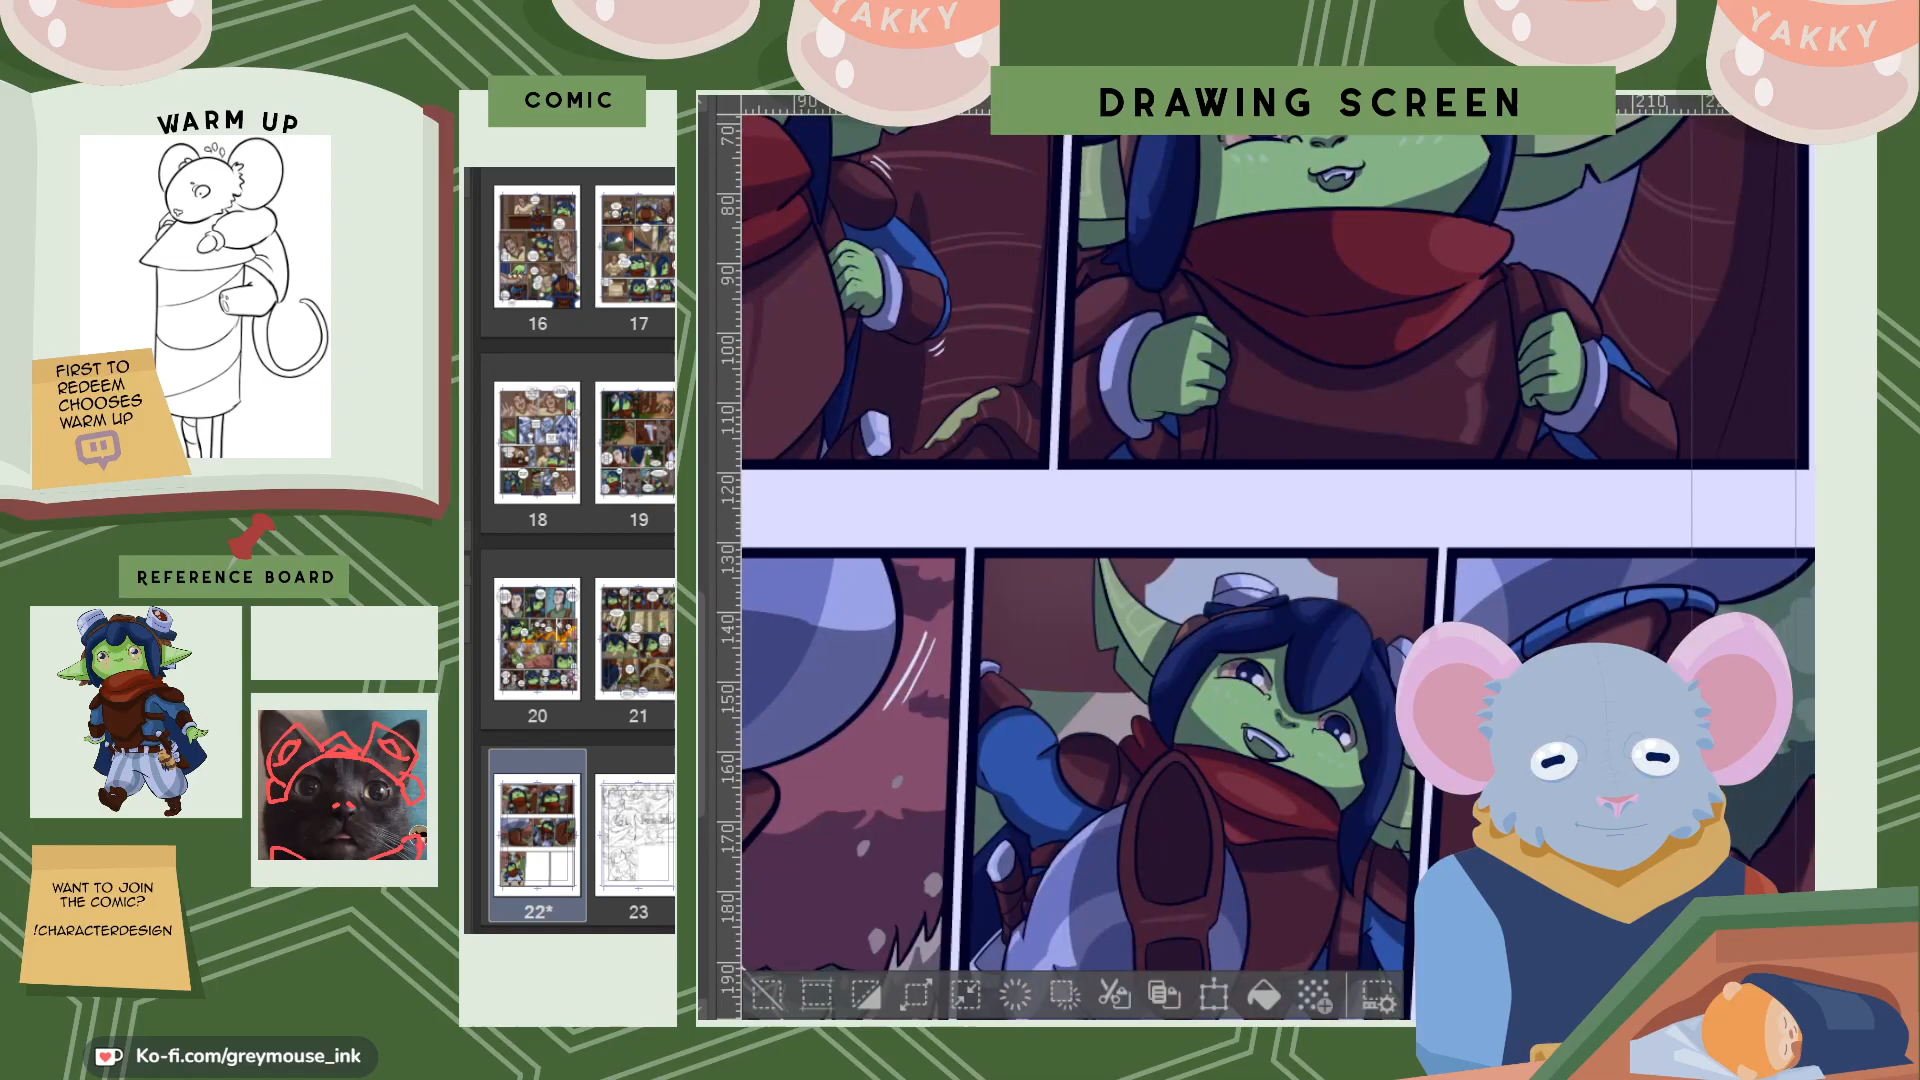 YAKKY
YAKKY
WARM UP
COMIC
DRAWING SCREEN
FIRST TO
REDEEM
CHOOSES
WARM UP
16
17
18
19
20
21
22*
23
90
210
70
80
90
100
110
120
130
140
150
160
170
180
190
REFERENCE BOARD
WANT TO JOIN
THE COMIC?
!CHARACTERDESIGN
Ko-fi.com/greymouse_ink